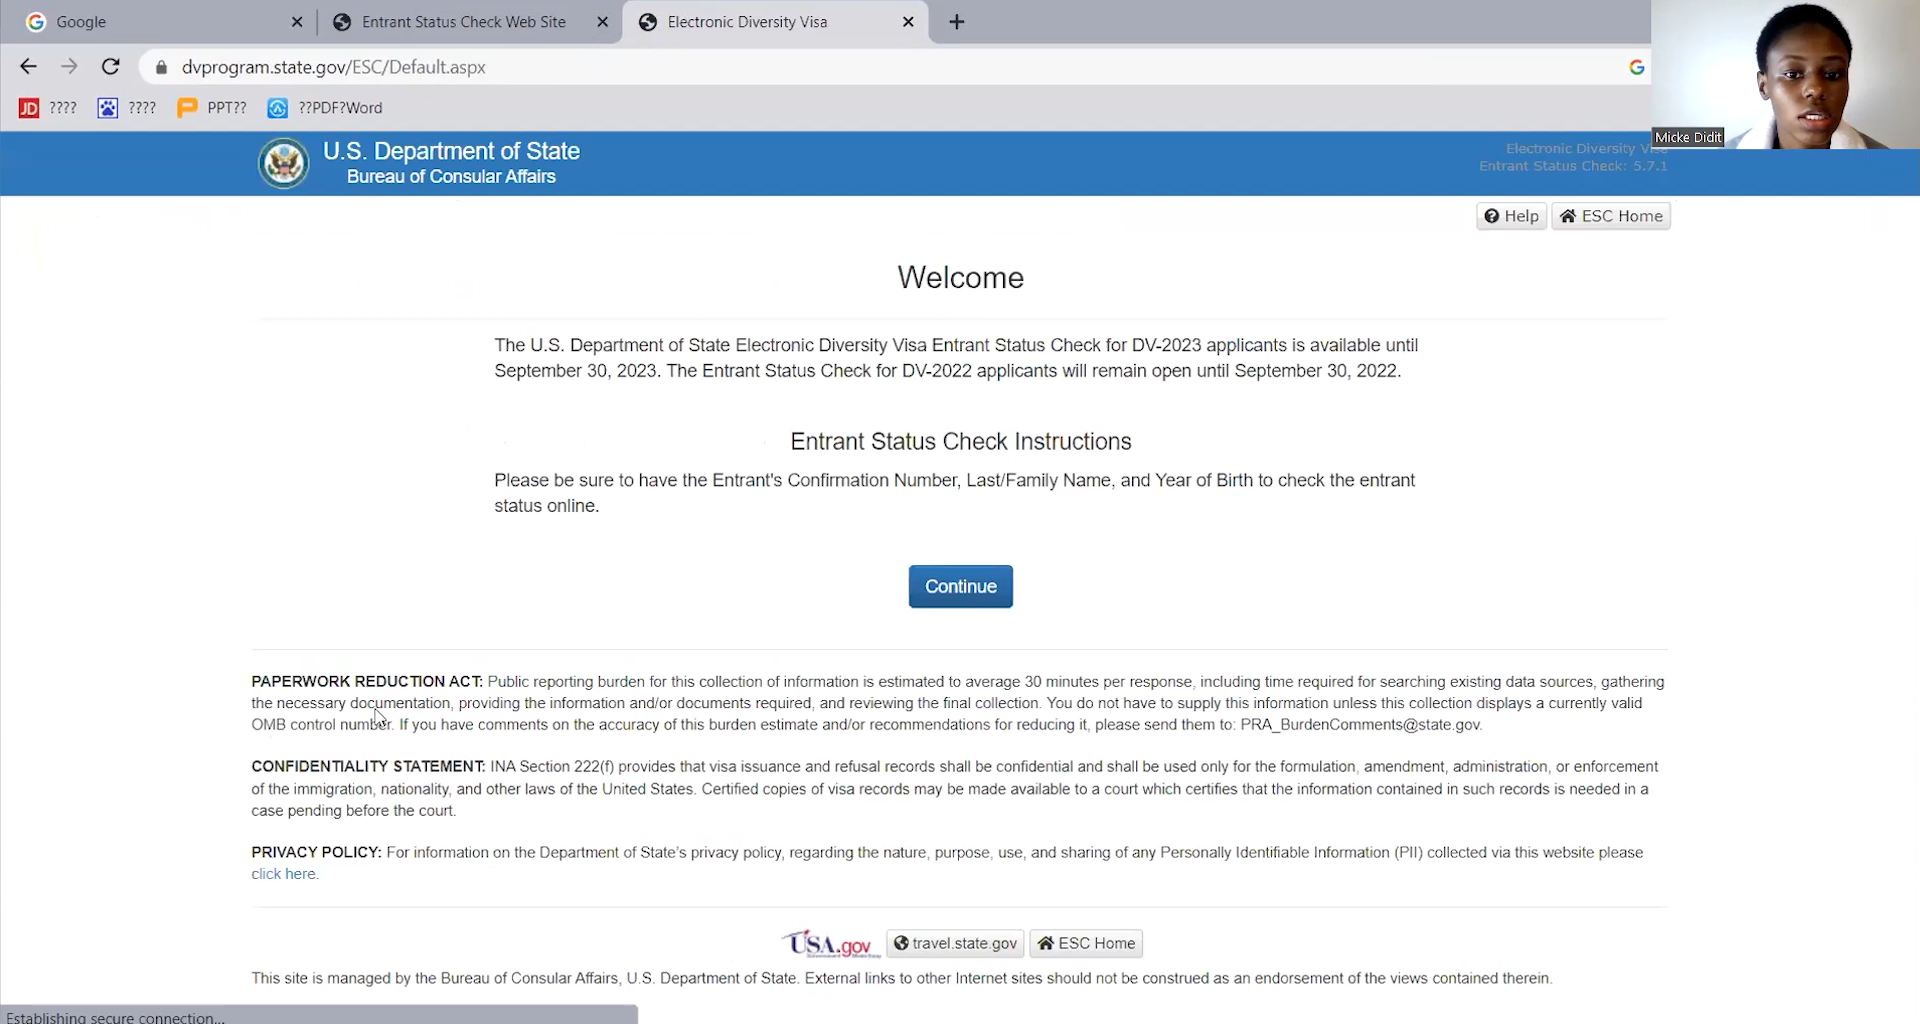 Google
Entrant Status Check Web Site
Electronic Diversity Visa
dvprogram.state.gov/ESC/Default.aspx
JD ???? ???? PPT?? ??PDF?Word
Micke Didit
U.S. Department of State
Bureau of Consular Affairs
Electronic Diversity Vis
Entrant Status Check: 5.7.1
Help
ESC Home
Welcome
The U.S. Department of State Electronic Diversity Visa Entrant Status Check for DV-2023 applicants is available until
September 30, 2023. The Entrant Status Check for DV-2022 applicants will remain open until September 30, 2022.
Entrant Status Check Instructions
Please be sure to have the Entrant's Confirmation Number, Last/Family Name, and Year of Birth to check the entrant
status online.
Continue
PAPERWORK REDUCTION ACT: Public reporting burden for this collection of information is estimated to average 30 minutes per response, including time required for searching existing data sources, gathering
the necessary documentation, providing the information and/or documents required, and reviewing the final collection. You do not have to supply this information unless this collection displays a currently valid
OMB control number. If you have comments on the accuracy of this burden estimate and/or recommendations for reducing it, please send them to: PRA_BurdenComments@state.gov.
CONFIDENTIALITY STATEMENT: INA Section 222(f) provides that visa issuance and refusal records shall be confidential and shall be used only for the formulation, amendment, administration, or enforcement
of the immigration, nationality, and other laws of the United States. Certified copies of visa records may be made available to a court which certifies that the information contained in such records is needed in a
case pending before the court.
PRIVACY POLICY: For information on the Department of State's privacy policy, regarding the nature, purpose, use, and sharing of any Personally Identifiable Information (PII) collected via this website please
click here.
USA.gov travel.state.gov ESC Home
This site is managed by the Bureau of Consular Affairs, U.S. Department of State. External links to other Internet sites should not be construed as an endorsement of the views contained therein.
Establishing secure connection...